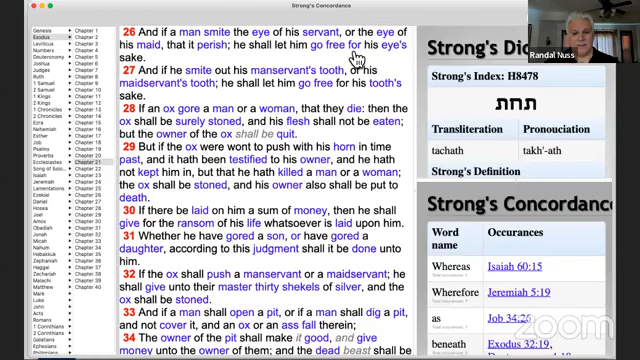 Strong's Concordance
Genesis
Exodus
Leviticus
Numbers
Deuteronomy
Joshua
Judges
Ruth
1 Samuel
2 Samuel
1 Kings
2 Kings
1 Chronicles
2 Chronicles
Ezra
Nehemiah
Esther
Job
Psalms
Proverbs
Ecclesiastes
Song of Solo...
Isaiah
Jeremiah
Lamentations
Ezekiel
Daniel
Hosea
Joel
Amos
Obadiah
Jonah
Micah
Nahum
Habakkuk
Zephaniah
Haggai
Zechariah
Malachi
Matthew
Mark
Luke
John
Acts
Romans
1 Corinthians
2 Corinthians
Galatians
Chapter 1
Chapter 2
Chapter 3
Chapter 4
Chapter 5
Chapter 6
Chapter 7
Chapter 8
Chapter 9
Chapter 10
Chapter 11
Chapter 12
Chapter 13
Chapter 14
Chapter 15
Chapter 16
Chapter 17
Chapter 18
Chapter 19
Chapter 20
Chapter 21
Chapter 22
Chapter 23
Chapter 24
Chapter 25
Chapter 26
Chapter 27
Chapter 28
Chapter 29
Chapter 30
Chapter 31
Chapter 32
Chapter 33
Chapter 34
Chapter 35
Chapter 36
Chapter 37
Chapter 38
Chapter 39
Chapter 40
26 And if a man smite the eye of his servant, or the eye of
his maid, that it perish; he shall let him go free for his eye's
sake.
27 And if he smite out his manservant's tooth, or his
maidservant's tooth; he shall let him go free for his tooth's
sake.
28 If an ox gore a man or a woman, that they die: then the
ox shall be surely stoned, and his flesh shall not be eaten;
but the owner of the ox shall be quit.
29 But if the ox were wont to push with his horn in time
past, and it hath been testified to his owner, and he hath
not kept him in, but that he hath killed a man or a woman;
the ox shall be stoned, and his owner also shall be put to
death.
30 If there be laid on him a sum of money, then he shall
give for the ransom of his life whatsoever is laid upon him.
31 Whether he have gored a son, or have gored a
daughter, according to this judgment shall it be done unto
him.
32 If the ox shall push a manservant or a maidservant; he
shall give unto their master thirty shekels of silver, and the
ox shall be stoned.
33 And if a man shall open a pit, or if a man shall dig a
pit, and not cover it, and an ox or an ass fall therein;
34 The owner of the pit shall make it good, and give
money unto the owner of them; and the dead beast shall be
Strong's Dic
Randal Nuss
Strong's Index: H8478
תחת
Transliteration Pronouciation
tachath takh'-ath
Strong's Definition
Strong's Concordance
Word name Occurances
Whereas Isaiah 60:15
Wherefore Jeremiah 5:19
as Job 34:26
beneath Exodus 32:19,
zoom